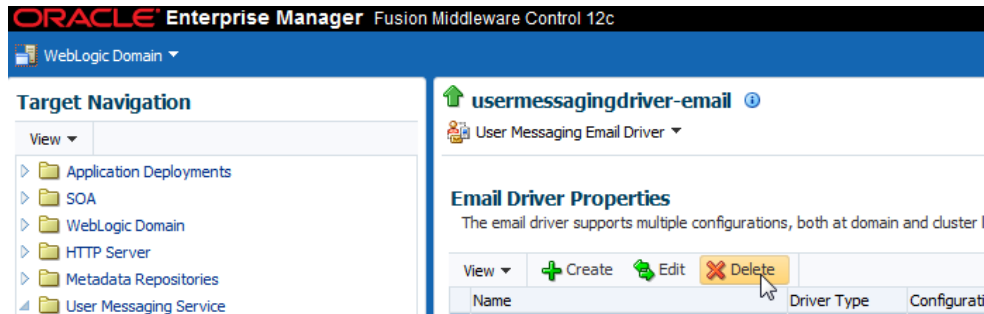 ORACLE Enterprise Manager Fusion Middleware Control 12c
WebLogic Domain
Target Navigation
View
Application Deployments
SOA
WebLogic Domain
HTTP Server
Metadata Repositories
User Messaging Service
usermessagingdriver-email
User Messaging Email Driver
Email Driver Properties
The email driver supports multiple configurations, both at domain and cluster
View Create Edit Delete
Name Driver Type